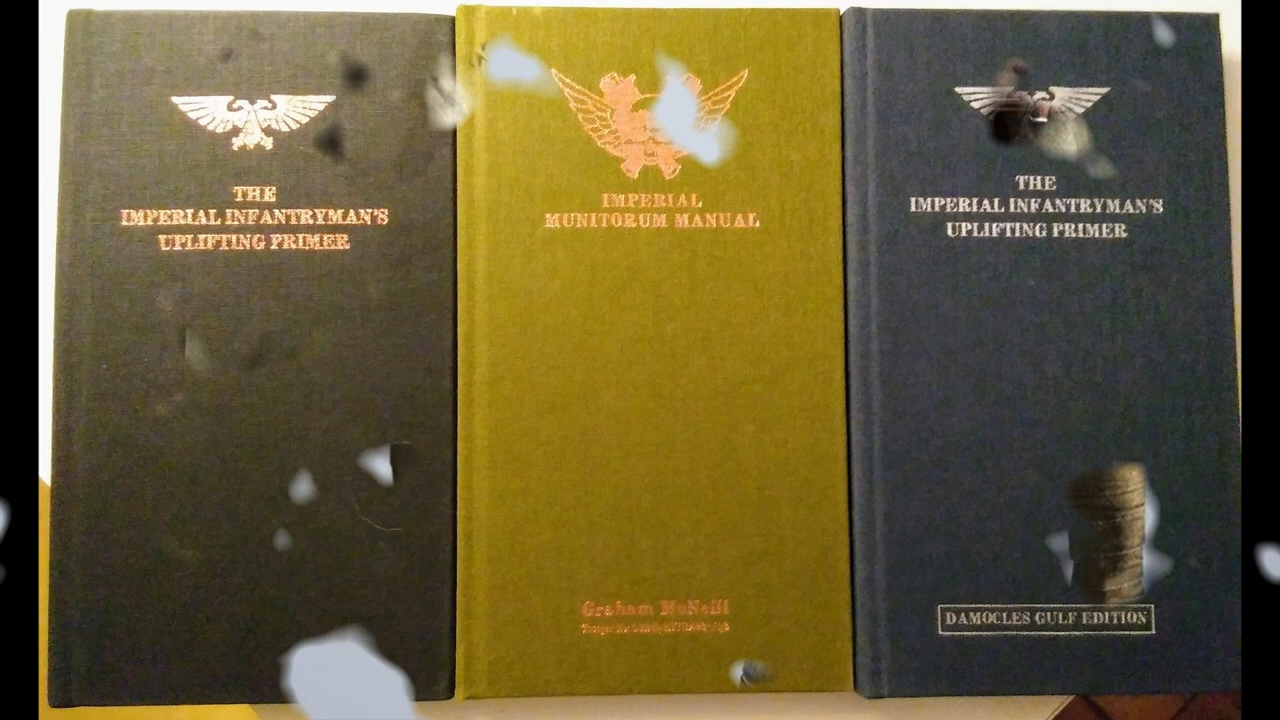 THE
IMPERIAL INFANTRYMAN'S
UPLIFTING PRIMER
IMPERIAL
MUNITORUM MANUAL
Graham McNeill
THE
IMPERIAL INFANTRYMAN'S
UPLIFTING PRIMER
DAMOCLES GULF EDITION